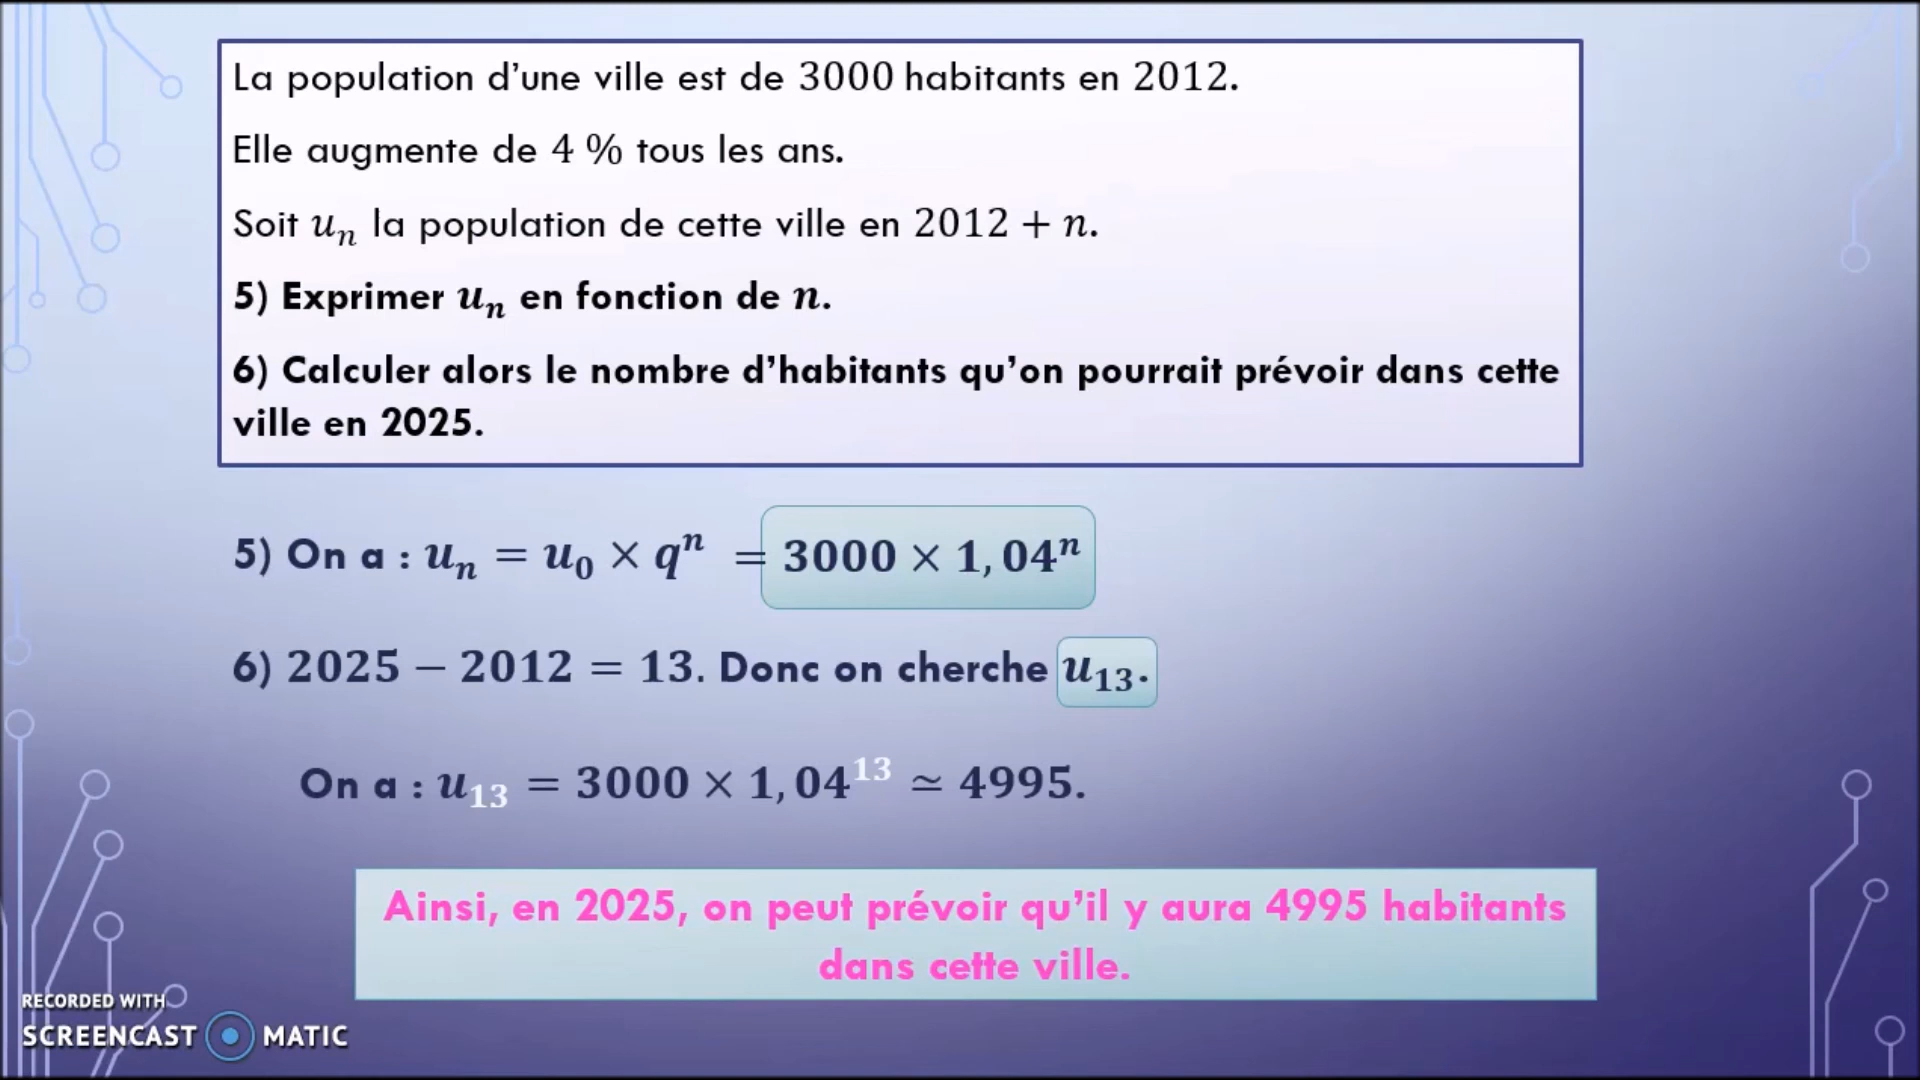 La population d'une ville est de 3000 habitants en 2012.
Elle augmente de 4 % tous les ans.
Soit uₙ la population de cette ville en 2012 + n.
5) Exprimer uₙ en fonction de n.
6) Calculer alors le nombre d'habitants qu'on pourrait prévoir dans cette
ville en 2025.
5) On a : uₙ = u₀ × qⁿ = 3000 × 1,04ⁿ
6) 2025 − 2012 = 13. Donc on cherche u₁₃.
On a : u₁₃ = 3000 × 1,04¹³ ≃ 4995.
Ainsi, en 2025, on peut prévoir qu'il y aura 4995 habitants
dans cette ville.
RECORDED WITH
SCREENCAST MATIC